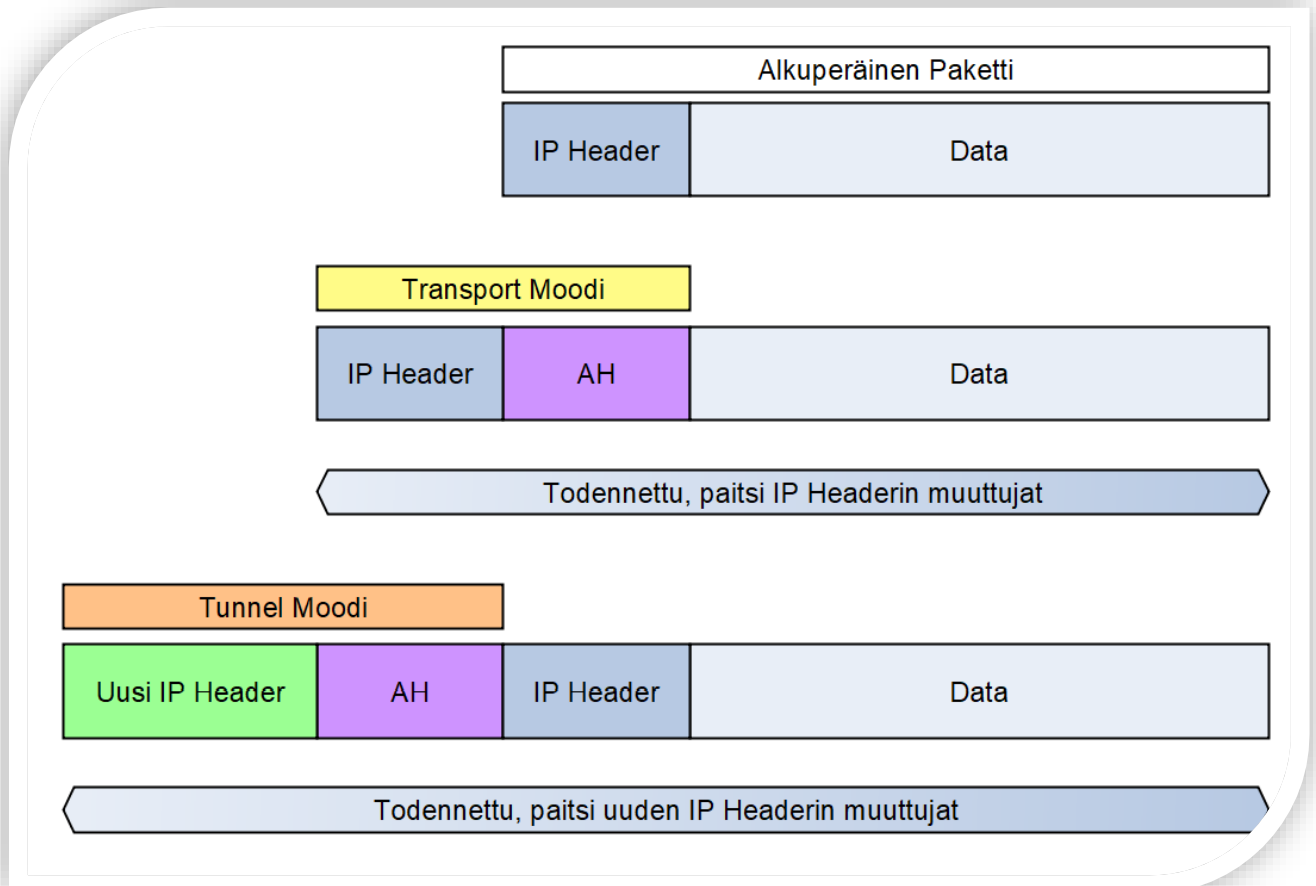 Alkuperäinen Paketti
IP Header Data
Transport Moodi
IP Header AH Data
Todennettu, paitsi IP Headerin muuttujat
Tunnel Moodi
Uusi IP Header AH IP Header Data
Todennettu, paitsi uuden IP Headerin muuttujat